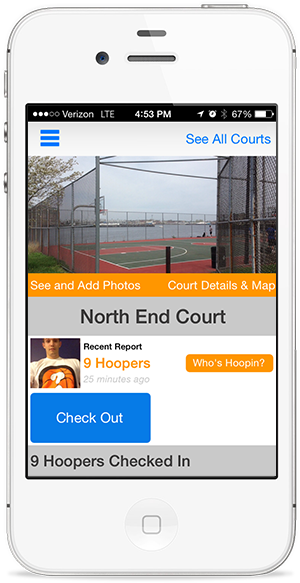 Verizon LTE 4:53 PM 67%
See All Courts
See and Add Photos Court Details & Map
North End Court
Recent Report
9 Hoopers
Who's Hoopin?
25 minutes ago
Check Out
9 Hoopers Checked In